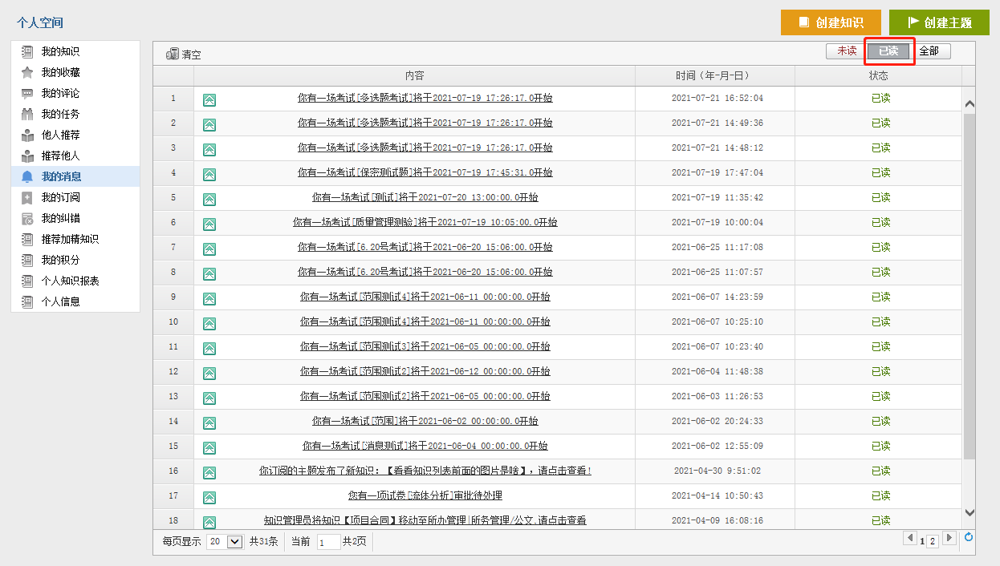 个人空间
创建知识
创建主题
我的知识
我的收藏
我的评论
我的任务
他人推荐
推荐他人
我的消息
我的订阅
我的纠错
推荐加精知识
我的积分
个人知识报表
个人信息
清空
未读 已读 全部
内容 时间（年-月-日） 状态
1 你有一场考试[多选题考试]将于2021-07-19 17:26:17.0开始 2021-07-21 16:52:04 已读
2 你有一场考试[多选题考试]将于2021-07-19 17:26:17.0开始 2021-07-21 14:49:36 已读
3 你有一场考试[多选题考试]将于2021-07-19 17:26:17.0开始 2021-07-21 14:48:12 已读
4 你有一场考试[保密测试题]将于2021-07-19 17:45:31.0开始 2021-07-19 17:47:04 已读
5 你有一场考试[测试]将于2021-07-20 13:00:00.0开始 2021-07-19 11:35:42 已读
6 你有一场考试[质量管理测验]将于2021-07-19 10:05:00.0开始 2021-07-19 10:00:04 已读
7 你有一场考试[6.20号考试]将于2021-06-20 15:06:00.0开始 2021-06-25 11:17:08 已读
8 你有一场考试[6.20号考试]将于2021-06-20 15:06:00.0开始 2021-06-25 11:07:57 已读
9 你有一场考试[范围测试4]将于2021-06-11 00:00:00.0开始 2021-06-07 14:23:59 已读
10 你有一场考试[范围测试4]将于2021-06-11 00:00:00.0开始 2021-06-07 10:25:10 已读
11 你有一场考试[范围测试3]将于2021-06-05 00:00:00.0开始 2021-06-07 10:23:40 已读
12 你有一场考试[范围测试2]将于2021-06-12 00:00:00.0开始 2021-06-04 11:48:38 已读
13 你有一场考试[范围测试2]将于2021-06-05 00:00:00.0开始 2021-06-03 11:26:53 已读
14 你有一场考试[范围]将于2021-06-02 00:00:00.0开始 2021-06-02 20:24:33 已读
15 你有一场考试[消息测试]将于2021-06-04 00:00:00.0开始 2021-06-02 12:55:09 已读
16 你订阅的主题发布了新知识：【看看知识列表前面的图片是啥】，请点击查看! 2021-04-30 9:51:02 已读
17 你有一项试卷[流体分析]审批待处理 2021-04-14 10:50:43 已读
18 知识管理员将知识【项目合同】移动至所办管理|所务管理/公文,请点击查看 2021-04-09 16:08:16 已读
每页显示 20 共31条 当前 1 共2页 1 2